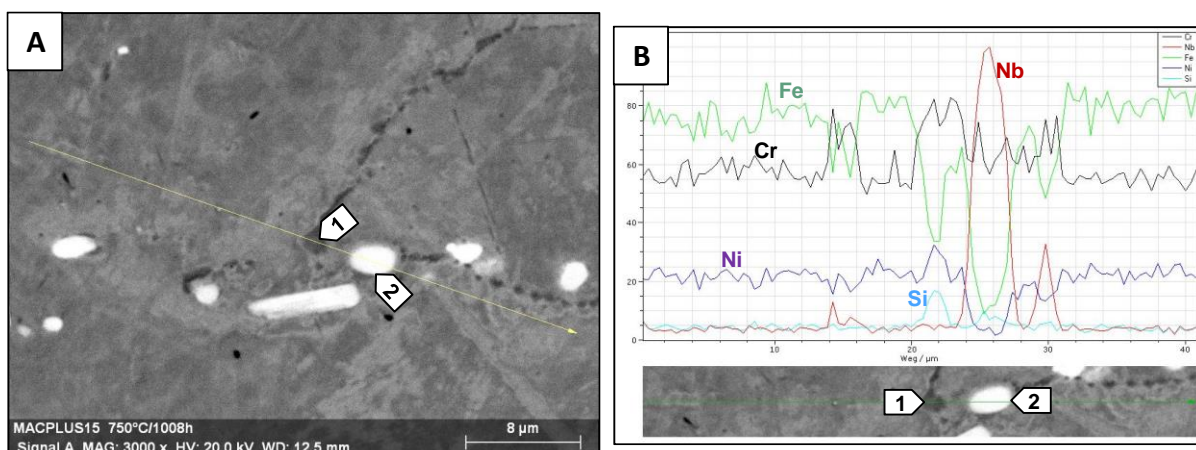 A
1
2
MACPLUS15 750ºC/1008h
Signal A, MAG: 3000 x HV: 20.0 kV WD: 12.5 mm
8 µm
B
Cr
Nb
Fe
Ni
Si
Fe
Nb
Cr
Ni
Si
80
60
40
20
0
10 20 30 40
Weg / µm
1 2